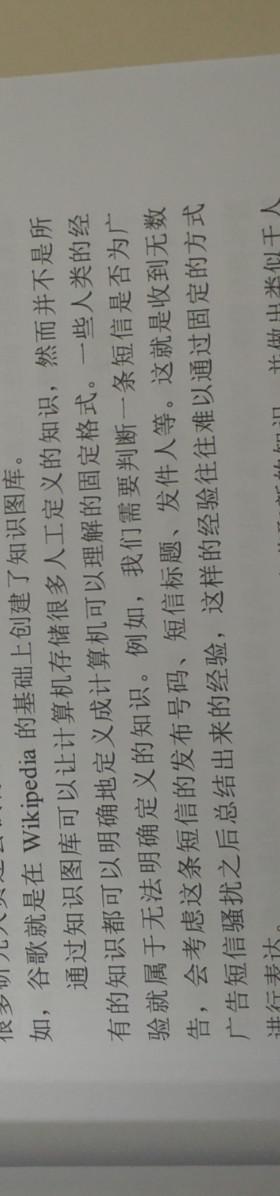 如，谷歌就是在 Wikipedia 的基础上创建了知识图库。
通过知识图库可以让计算机存储很多人工定义的知识，然而并不是所
有的知识都可以明确地定义成计算机可以理解的固定格式。一些人类的经
验就属于无法明确定义的知识。例如，我们需要判断一条短信是否为广
告，会考虑这条短信的发布号码、短信标题、发件人等。这就是收到无数
广告短信骚扰之后总结出来的经验，这样的经验往往难以通过固定的方式
进行表达。
的知识，并做出类似于人